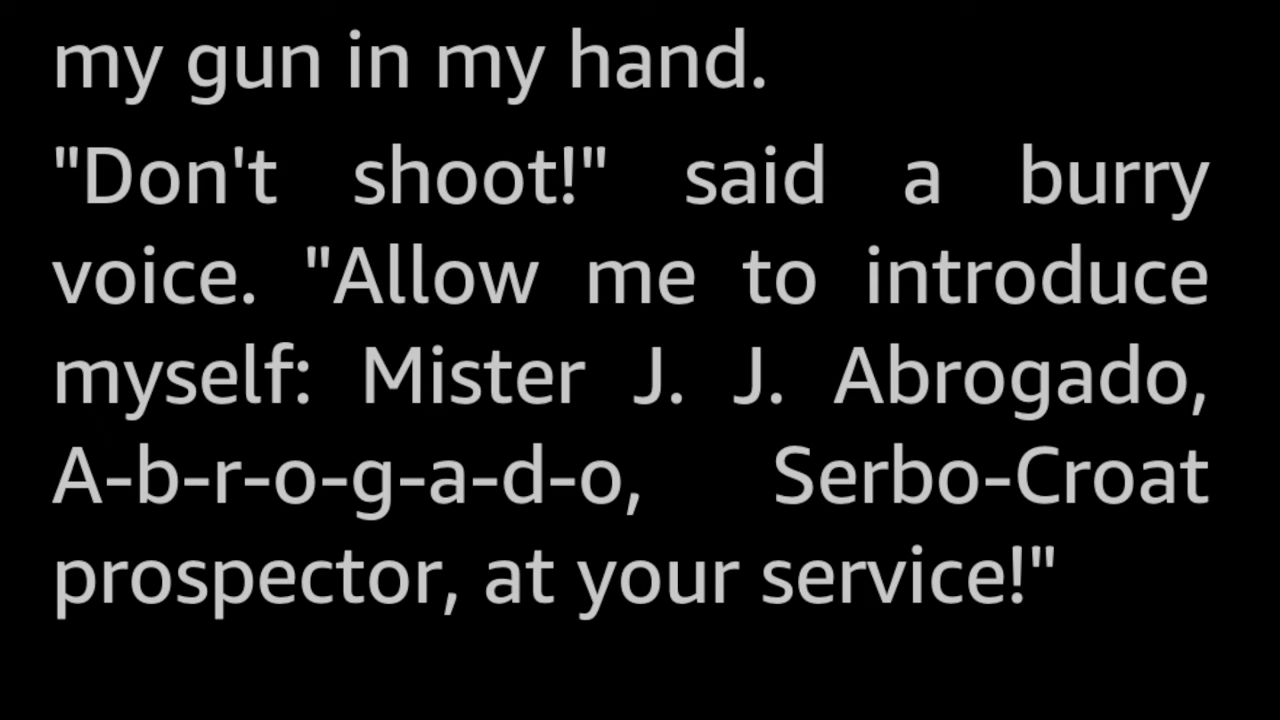 my gun in my hand.
"Don't shoot!" said a burry
voice. "Allow me to introduce
myself: Mister J. J. Abrogado,
A-b-r-o-g-a-d-o, Serbo-Croat
prospector, at your service!"